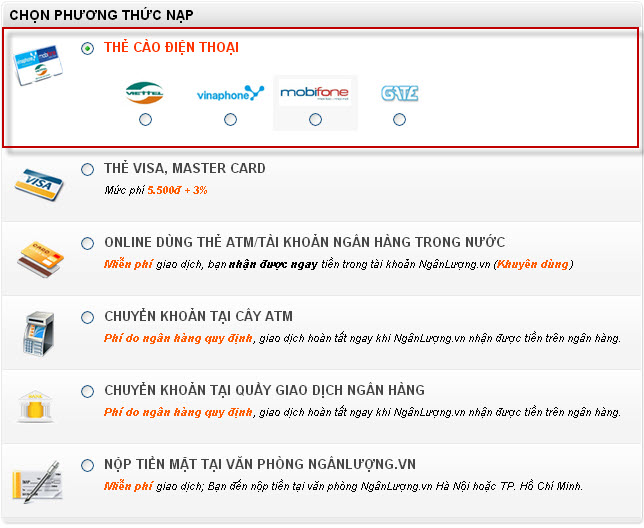 CHỌN PHƯƠNG THỨC NẠP
THẺ CÀO ĐIỆN THOẠI
VIETTEL
vinaphone
mobifone
GATE
THẺ VISA, MASTER CARD
VISA
Mức phí 5.500đ + 3%
ONLINE DÙNG THẺ ATM/TÀI KHOẢN NGÂN HÀNG TRONG NƯỚC
Miễn phí giao dịch, bạn nhận được ngay tiền trong tài khoản NgânLượng.vn (Khuyên dùng)
CHUYỂN KHOẢN TẠI CÂY ATM
Phí do ngân hàng quy định, giao dịch hoàn tất ngay khi NgânLượng.vn nhận được tiền trên ngân hàng.
CHUYỂN KHOẢN TẠI QUẦY GIAO DỊCH NGÂN HÀNG
Phí do ngân hàng quy định, giao dịch hoàn tất ngay khi NgânLượng.vn nhận được tiền trên ngân hàng.
NỘP TIỀN MẶT TẠI VĂN PHÒNG NGÂNLƯỢNG.VN
Miễn phí giao dịch; Bạn đến nộp tiền tại văn phòng NgânLượng.vn Hà Nội hoặc TP. Hồ Chí Minh.